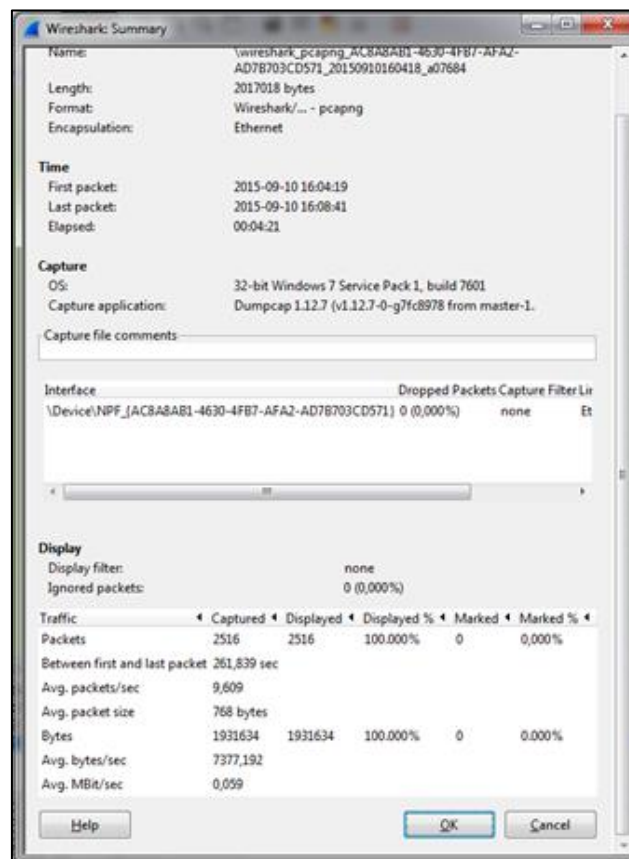 Wireshark: Summary
Name: \wireshark_pcapng_AC8A8AB1-4630-4FB7-AFA2-
AD7B703CD571_20150910160418_a07684
Length: 2017018 bytes
Format: Wireshark/... - pcapng
Encapsulation: Ethernet
Time
First packet: 2015-09-10 16:04:19
Last packet: 2015-09-10 16:08:41
Elapsed: 00:04:21
Capture
OS: 32-bit Windows 7 Service Pack 1, build 7601
Capture application: Dumpcap 1.12.7 (v1.12.7-0-g7fc8978 from master-1.
Capture file comments
Interface Dropped Packets Capture Filter Lir
\Device\NPF_{AC8A8AB1-4630-4FB7-AFA2-AD7B703CD571} 0 (0,000%) none Et
Display
Display filter: none
Ignored packets: 0 (0,000%)
Traffic Captured Displayed Displayed % Marked Marked %
Packets 2516 2516 100.000% 0 0,000%
Between first and last packet 261,839 sec
Avg. packets/sec 9,609
Avg. packet size 768 bytes
Bytes 1931634 1931634 100.000% 0 0.000%
Avg. bytes/sec 7377,192
Avg. MBit/sec 0,059
Help OK Cancel